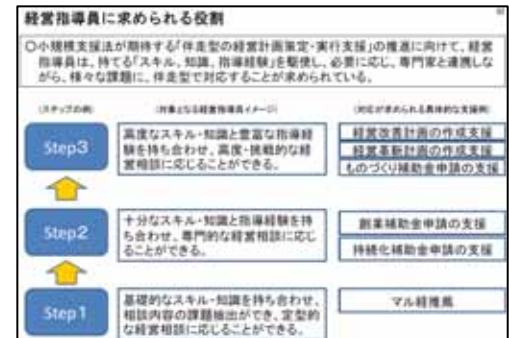 経営指導員に求められる役割
○小規模支援法が期待する「伴走型の経営計画策定・実行支援」の推進に向けて、経営
指導員は、持てる「スキル、知識、指導経験」を駆使し、必要に応じ、専門家と連携しな
がら、様々な課題に、伴走型で対応することが求められている。
（ステップの例）
（対象となる経営指導員イメージ）
（対応が求められる具体的な支援例）
Step3
高度なスキル・知識と豊富な指導経
験を持ち合わせ、高度・挑戦的な経
営相談に応じることができる。
経営改善計画の作成支援
経営革新計画の作成支援
ものづくり補助金申請の支援
Step2
十分なスキル・知識と指導経験を持
ち合わせ、専門的な経営相談に応じ
ることができる。
創業補助金申請の支援
持続化補助金申請の支援
Step1
基礎的なスキル・知識を持ち合わせ、
相談内容の課題抽出ができ、定型的
な経営相談に応じることができる。
マル経推薦